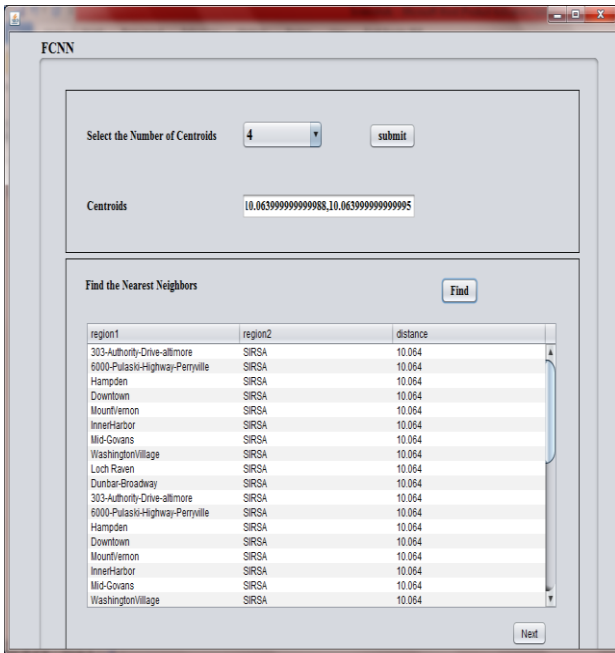 FCNN
Select the Number of Centroids 4 submit
Centroids 10.063999999999988,10.063999999999995
Find the Nearest Neighbors Find
region1 region2 distance
303-Authority-Drive-altimore SIRSA 10.064
6000-Pulaski-Highway-Perryville SIRSA 10.064
Hampden SIRSA 10.064
Downtown SIRSA 10.064
MountVernon SIRSA 10.064
InnerHarbor SIRSA 10.064
Mid-Govans SIRSA 10.064
WashingtonVillage SIRSA 10.064
Loch Raven SIRSA 10.064
Dunbar-Broadway SIRSA 10.064
303-Authority-Drive-altimore SIRSA 10.064
6000-Pulaski-Highway-Perryville SIRSA 10.064
Hampden SIRSA 10.064
Downtown SIRSA 10.064
MountVernon SIRSA 10.064
InnerHarbor SIRSA 10.064
Mid-Govans SIRSA 10.064
WashingtonVillage SIRSA 10.064
Next